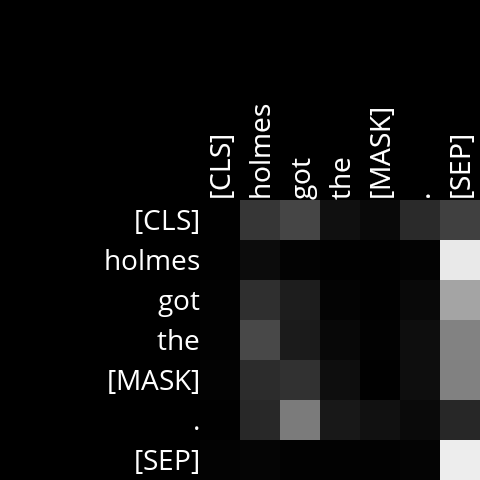 [CLS] holmes got the [MASK] . [SEP]
[CLS]
holmes
got
the
[MASK]
.
[SEP]